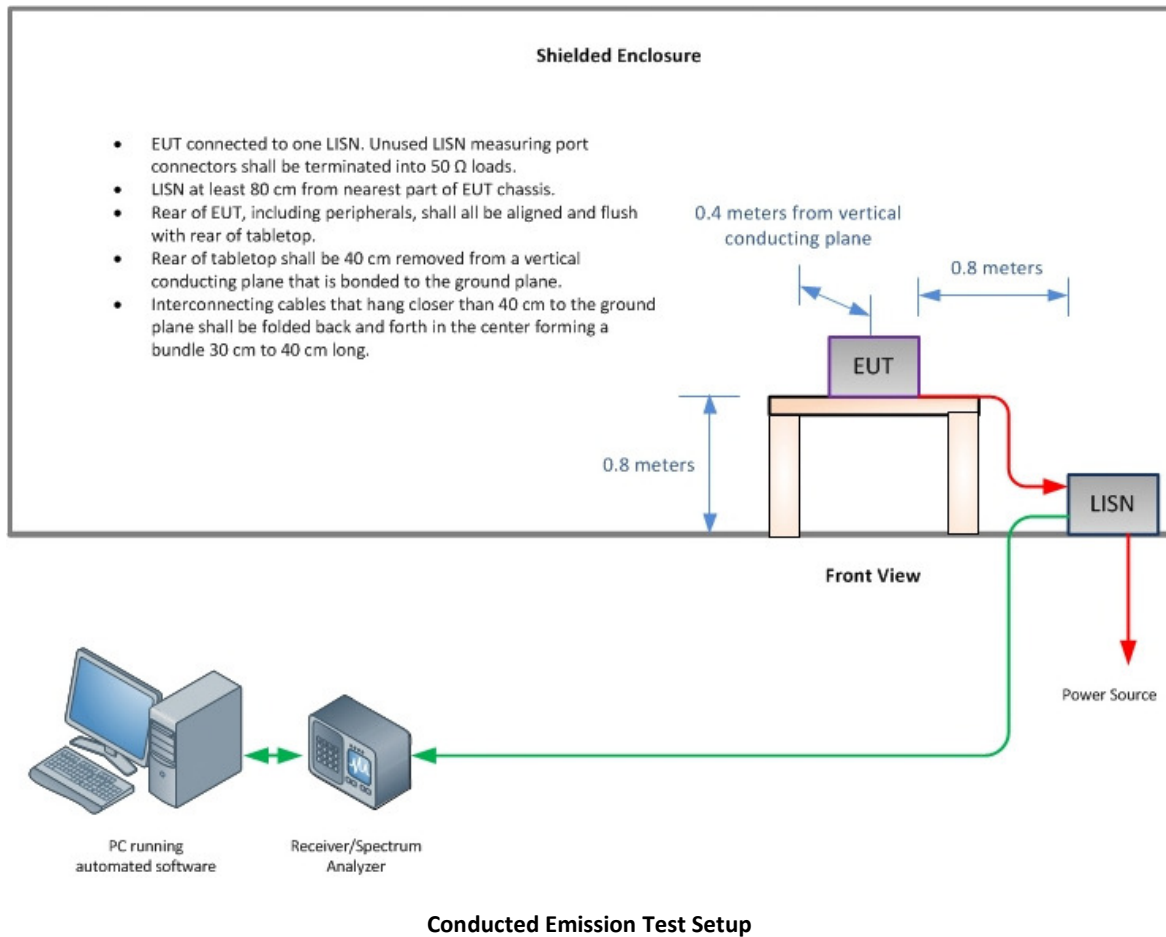 Shielded Enclosure
• EUT connected to one LISN. Unused LISN measuring port
connectors shall be terminated into 50 Ω loads.
• LISN at least 80 cm from nearest part of EUT chassis.
• Rear of EUT, including peripherals, shall all be aligned and flush
with rear of tabletop.
• Rear of tabletop shall be 40 cm removed from a vertical
conducting plane that is bonded to the ground plane.
• Interconnecting cables that hang closer than 40 cm to the ground
plane shall be folded back and forth in the center forming a
bundle 30 cm to 40 cm long.
0.4 meters from vertical
conducting plane
0.8 meters
EUT
0.8 meters
LISN
Front View
Power Source
PC running
automated software
Receiver/Spectrum
Analyzer
Conducted Emission Test Setup